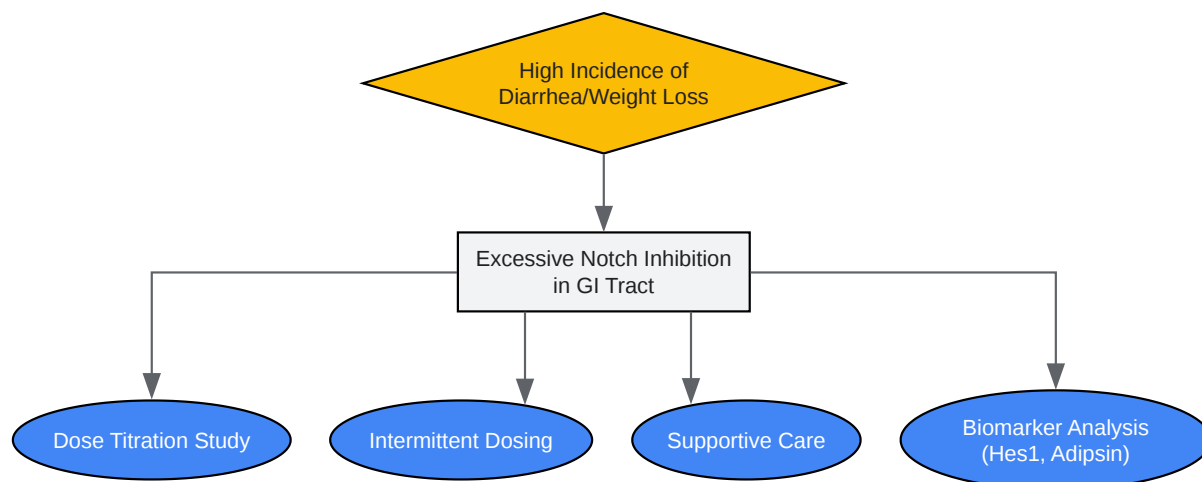 High Incidence of
Diarrhea/Weight Loss
Excessive Notch Inhibition
in GI Tract
Dose Titration Study
Intermittent Dosing
Supportive Care
Biomarker Analysis
(Hes1, Adipsin)